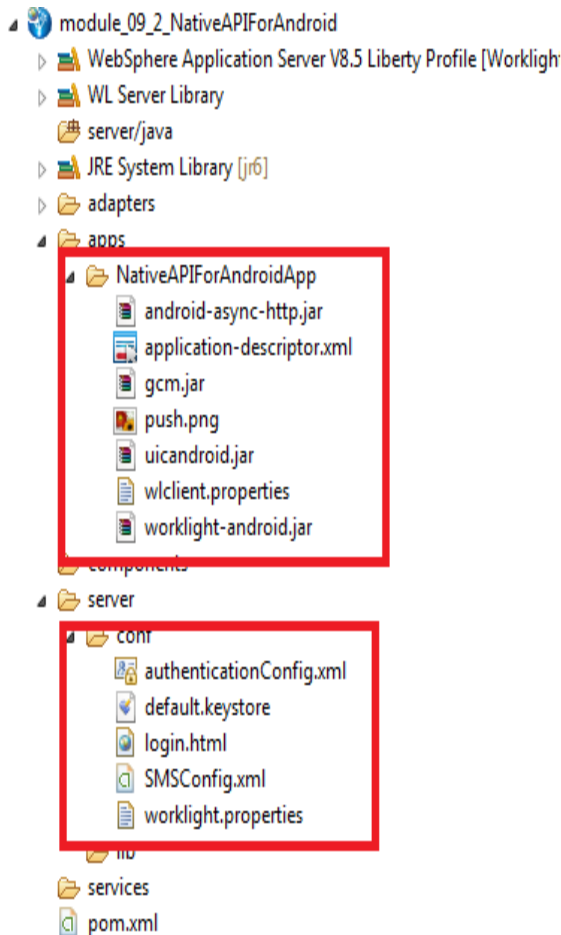 module_09_2_NativeAPIForAndroid
WebSphere Application Server V8.5 Liberty Profile [Workligh
WL Server Library
server/java
JRE System Library [jr6]
adapters
apps
NativeAPIForAndroidApp
android-async-http.jar
application-descriptor.xml
gcm.jar
push.png
uicandroid.jar
wlclient.properties
worklight-android.jar
components
server
conf
authenticationConfig.xml
default.keystore
login.html
SMSConfig.xml
worklight.properties
lib
services
pom.xml